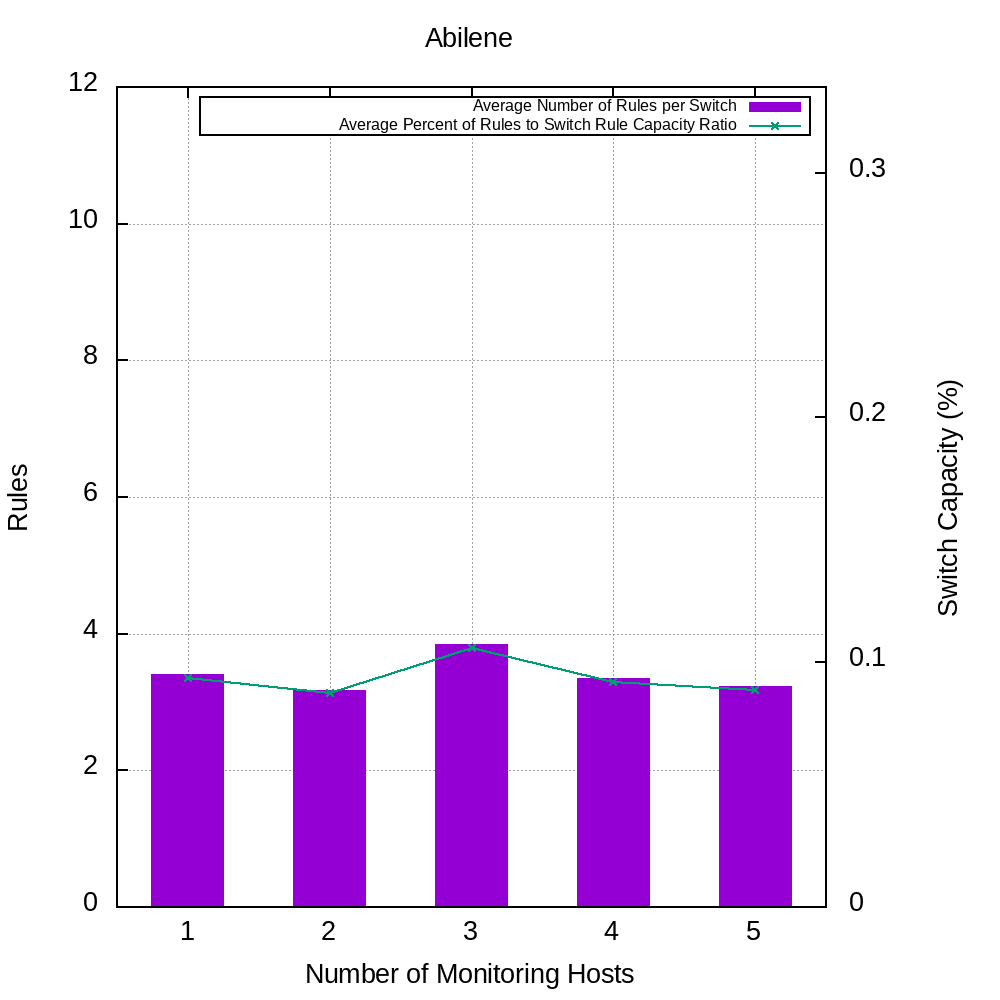 Abilene
Average Number of Rules per Switch
Average Percent of Rules to Switch Rule Capacity Ratio
12
10
8
6
4
2
0
Rules
0.3
0.2
0.1
0
Switch Capacity (%)
1 2 3 4 5
Number of Monitoring Hosts